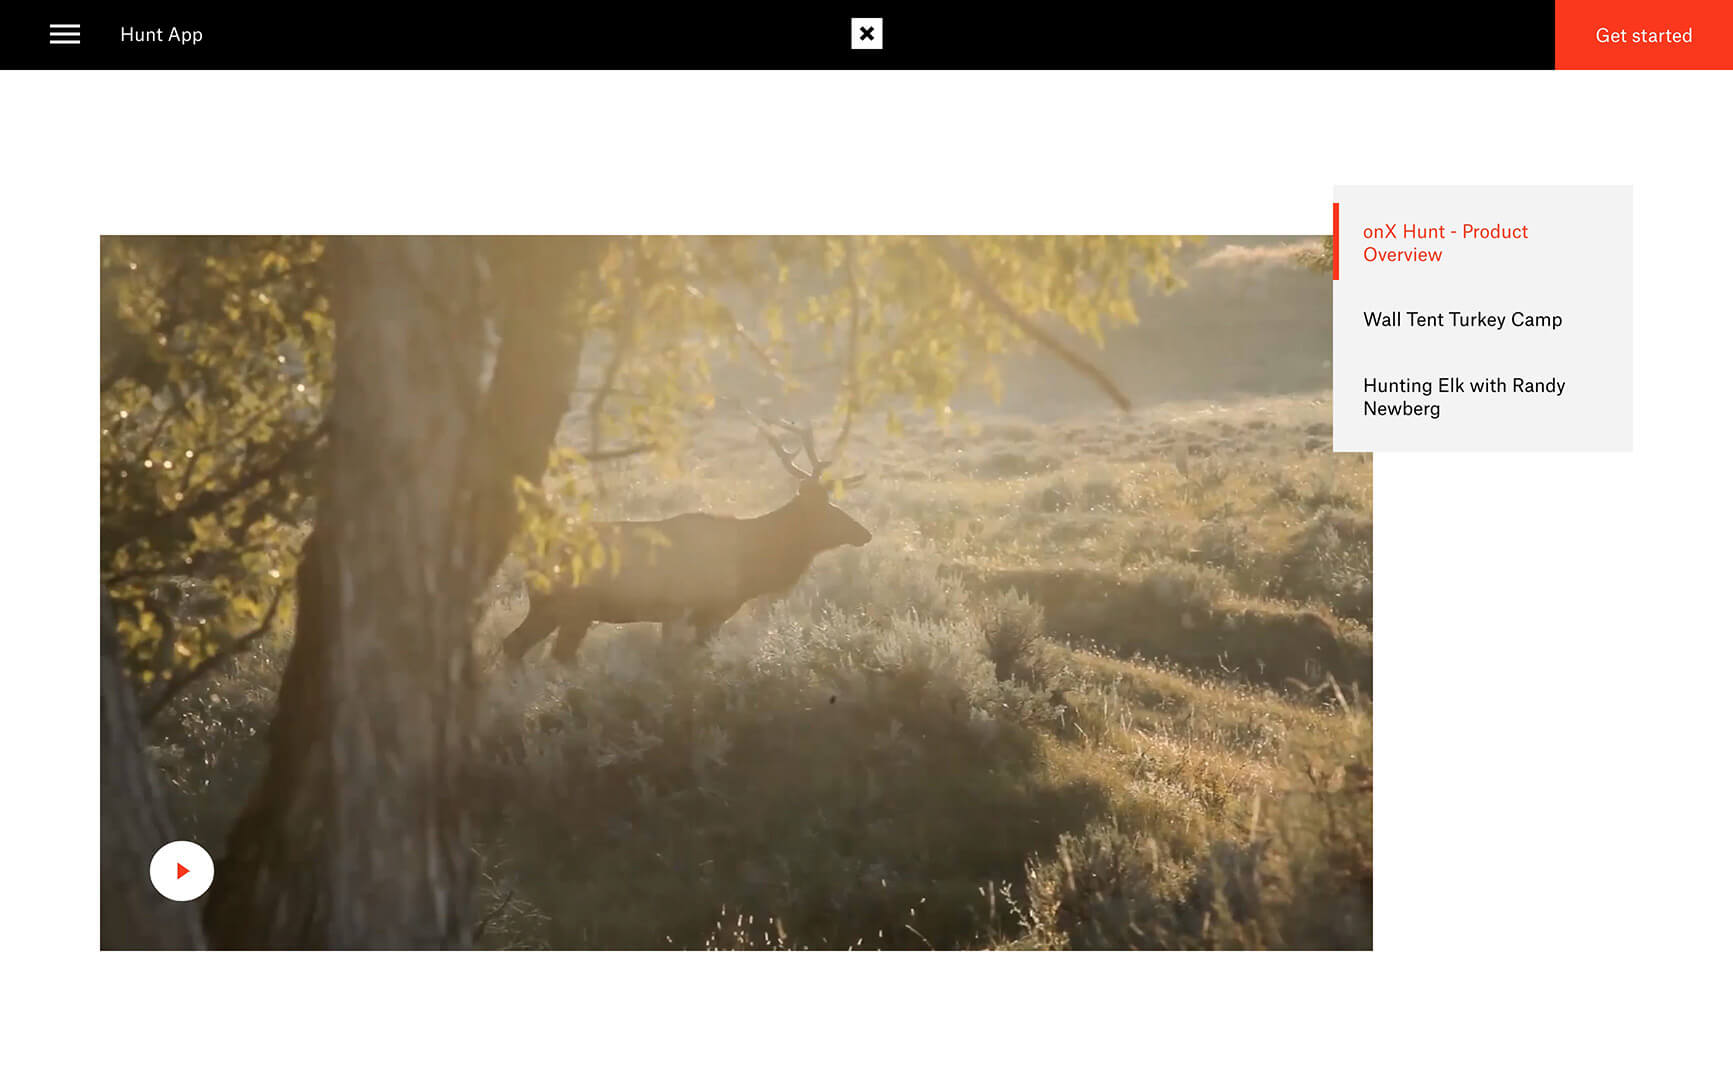 Hunt App
Get started
onX Hunt - Product
Overview
Wall Tent Turkey Camp
Hunting Elk with Randy
Newberg